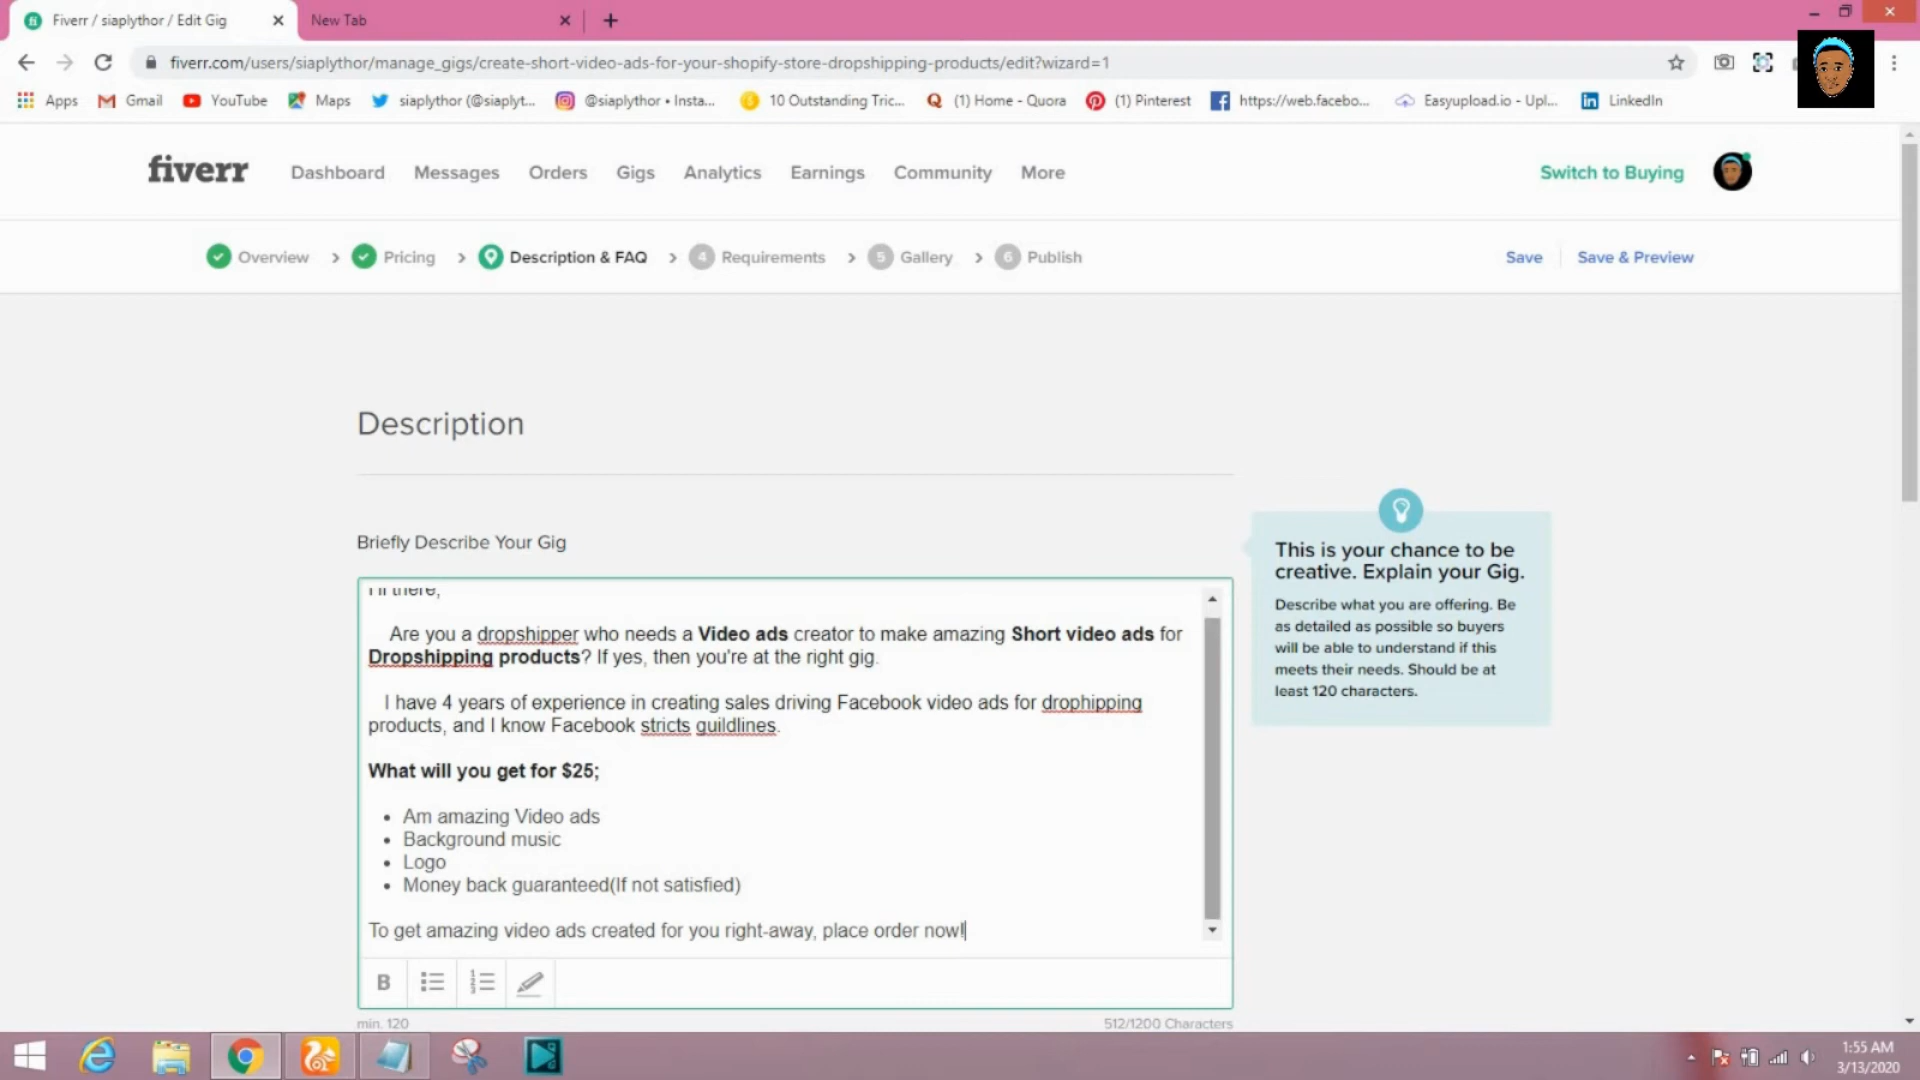 Fiverr / siaplythor / Edit Gig
New Tab
fiverr.com/users/siaplythor/manage_gigs/create-short-video-ads-for-your-shopify-store-dropshipping-products/edit?wizard=1
Apps Gmail YouTube Maps siaplythor (@siaplyt... @siaplythor • Insta... 10 Outstanding Tric... (1) Home - Quora (1) Pinterest https://web.facebo... Easyupload.io - Upl... LinkedIn
fiverr Dashboard Messages Orders Gigs Analytics Earnings Community More Switch to Buying
Overview > Pricing > Description & FAQ > 4 Requirements > 5 Gallery > 6 Publish Save Save & Preview
Description
Briefly Describe Your Gig
Hi there,
Are you a dropshipper who needs a Video ads creator to make amazing Short video ads for
Dropshipping products? If yes, then you're at the right gig.
I have 4 years of experience in creating sales driving Facebook video ads for drophipping
products, and I know Facebook stricts guildlines.
What will you get for $25;
• Am amazing Video ads
• Background music
• Logo
• Money back guaranteed(If not satisfied)
To get amazing video ads created for you right-away, place order now!
B
min. 120
512/1200 Characters
This is your chance to be
creative. Explain your Gig.
Describe what you are offering. Be
as detailed as possible so buyers
will be able to understand if this
meets their needs. Should be at
least 120 characters.
1:55 AM
3/13/2020